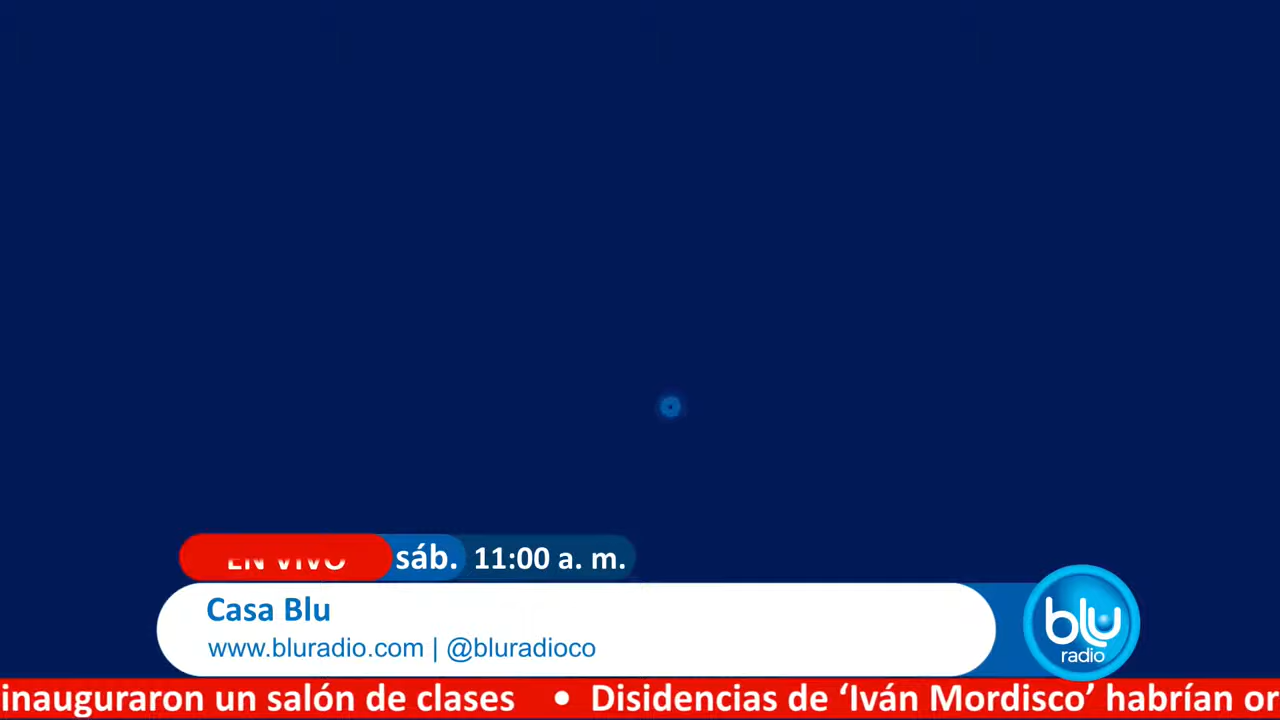 EN VIVO sáb. 11:00 a. m.
Casa Blu
www.bluradio.com | @bluradioco
blu
radio
inauguraron un salón de clases • Disidencias de ‘Iván Mordisco’ habrían or